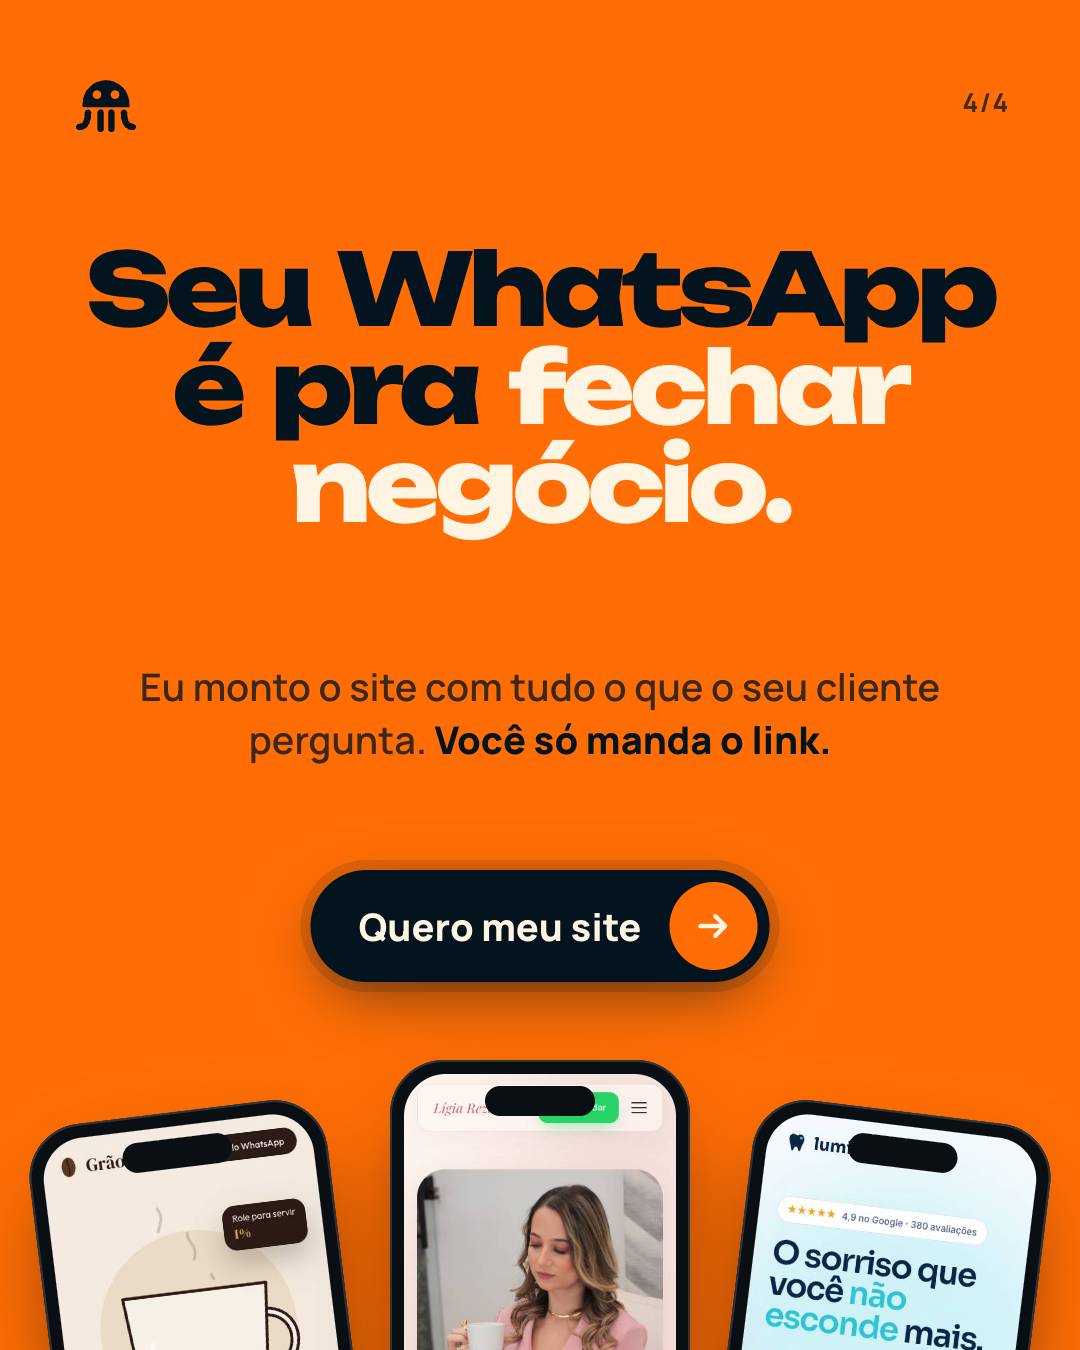 4/4
Seu WhatsApp
é pra fechar
negócio.
Eu monto o site com tudo o que o seu cliente
pergunta. Você só manda o link.
Quero meu site
Grão
WhatsApp
Role para servir
1%
Lígia
lumi
★★★★★ 4,9 no Google · 380 avaliações
O sorriso que
você não
esconde mais.